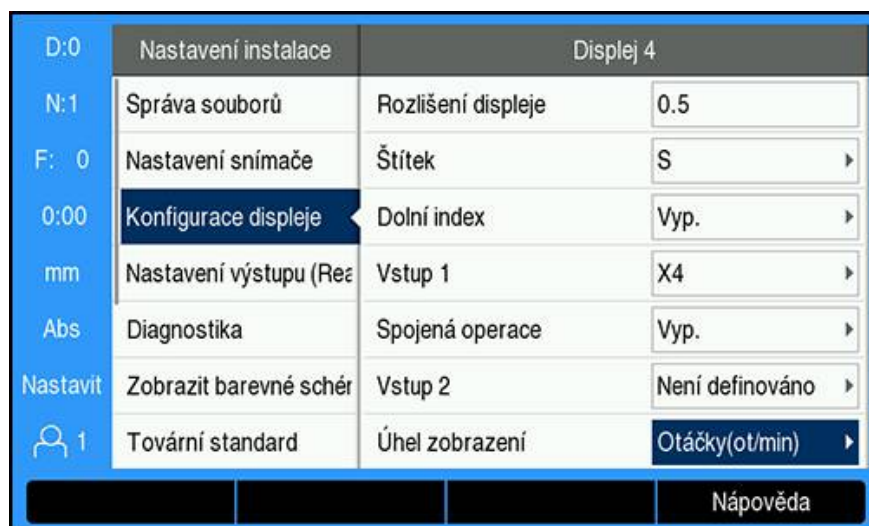 D:0
Nastavení instalace
Displej 4
N:1
Správa souborů
Rozlišení displeje
0.5
F: 0
Nastavení snímače
Štítek
S
0:00
Konfigurace displeje
Dolní index
Vyp.
mm
Nastavení výstupu (Rea
Vstup 1
X4
Abs
Diagnostika
Spojená operace
Vyp.
Nastavit
Zobrazit barevné schér
Vstup 2
Není definováno
1
Tovární standard
Úhel zobrazení
Otáčky(ot/min)
Nápověda